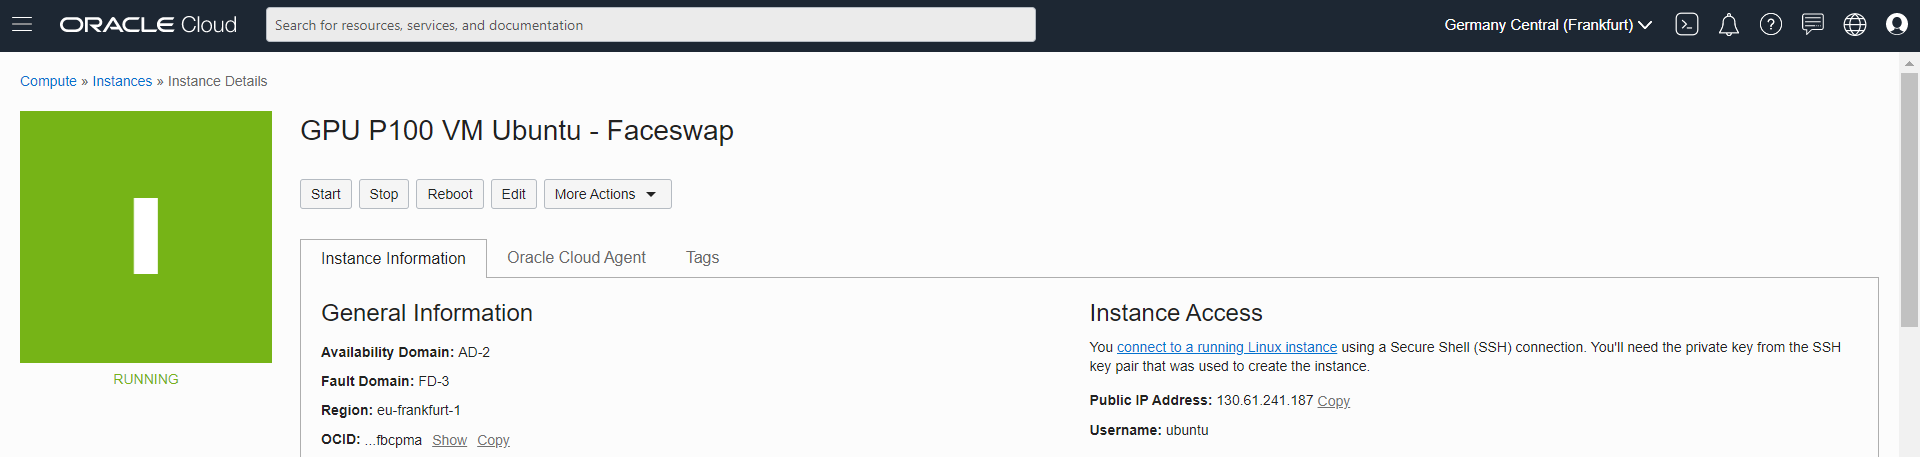 ORACLE Cloud
Search for resources, services, and documentation
Germany Central (Frankfurt)
Compute » Instances » Instance Details
GPU P100 VM Ubuntu - Faceswap
Start Stop Reboot Edit More Actions
I
RUNNING
Instance Information Oracle Cloud Agent Tags
General Information
Availability Domain: AD-2
Fault Domain: FD-3
Region: eu-frankfurt-1
OCID: ...fbcpma Show Copy
Instance Access
You connect to a running Linux instance using a Secure Shell (SSH) connection. You'll need the private key from the SSH
key pair that was used to create the instance.
Public IP Address: 130.61.241.187 Copy
Username: ubuntu